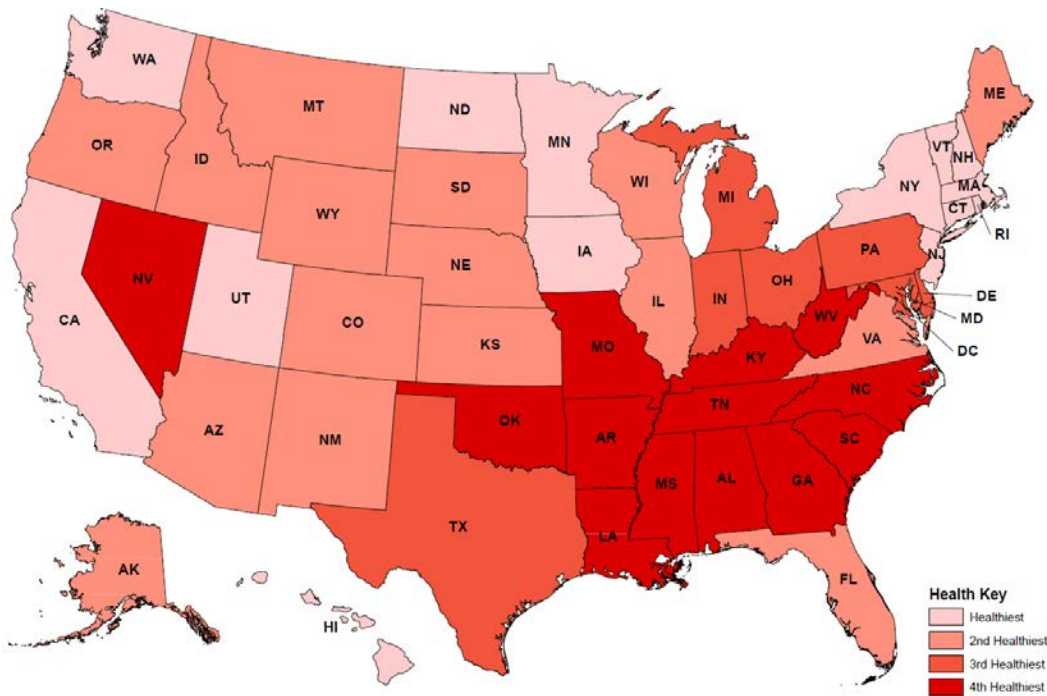 WA
MT
ND
MN
ME
OR
ID
SD
WI
MI
VT
NH
NY
MA
CT
RI
WY
IA
NE
PA
NJ
NV
UT
CO
IL
IN
OH
DE
MD
DC
CA
KS
MO
WV
VA
KY
AZ
NM
OK
AR
TN
NC
SC
MS
AL
GA
TX
LA
AK
FL
HI
Health Key
Healthiest
2nd Healthiest
3rd Healthiest
4th Healthiest